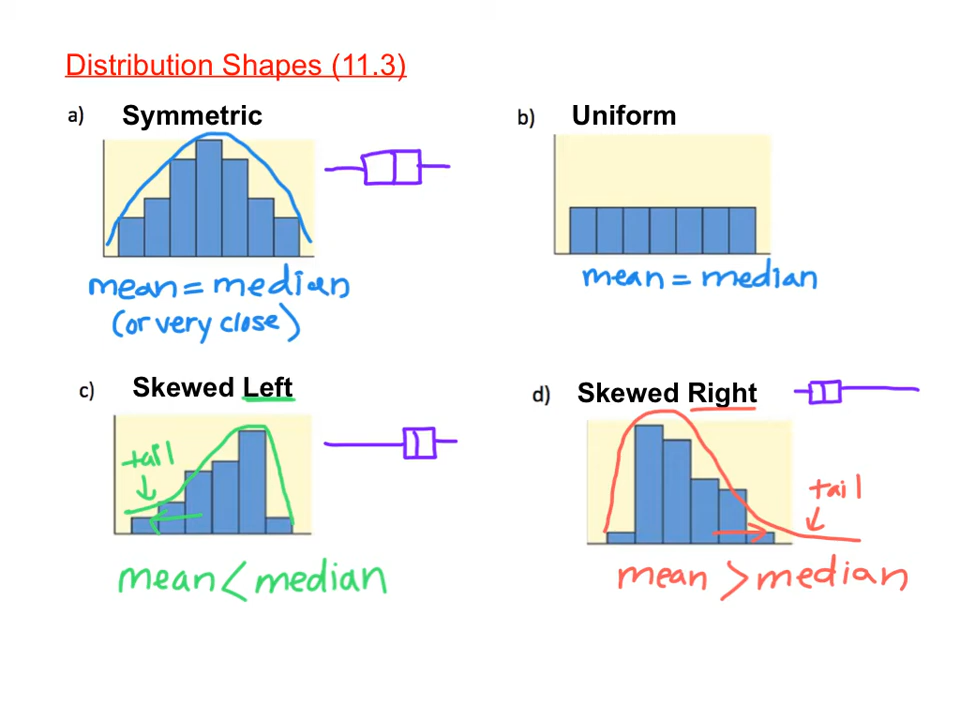 Distribution Shapes (11.3)
a) Symmetric
mean = median
(or very close)
b) Uniform
mean = median
c) Skewed Left
tail
mean < median
d) Skewed Right
tail
mean > median